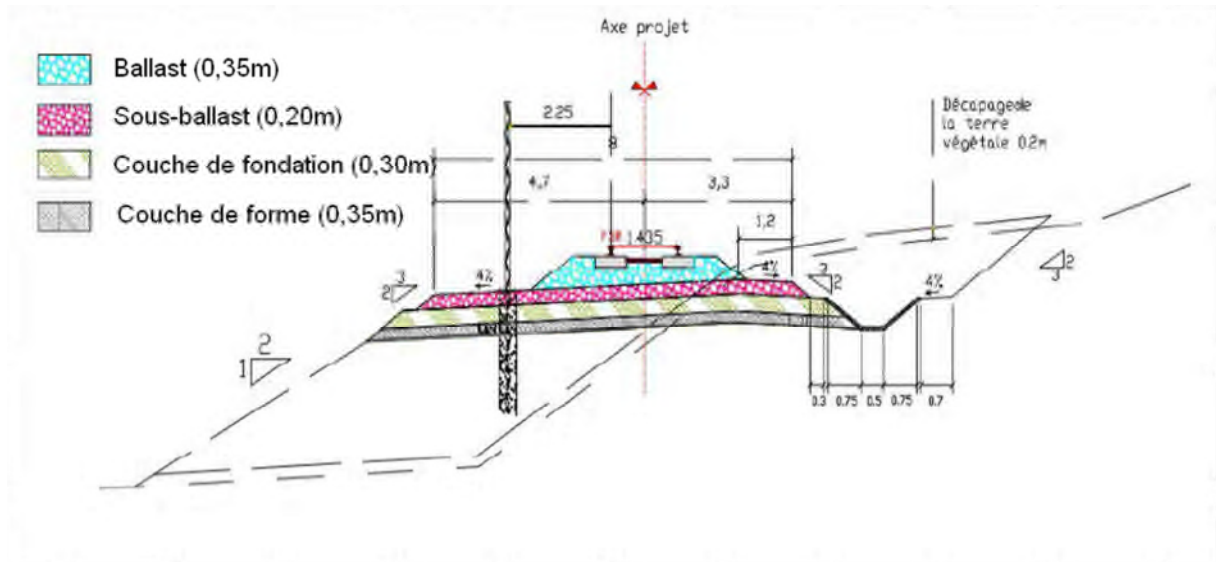 Axe projet
Ballast (0,35m)
Sous-ballast (0,20m)
Couche de fondation (0,30m)
Couche de forme (0,35m)
2.25
8
4,7
3,3
1,2
1.435
Décapagede
la terre
végétale 0.2m
4%
4%
4%
3
2
2
1
2
2
3
0.3
0.75
0.5
0.75
0.7